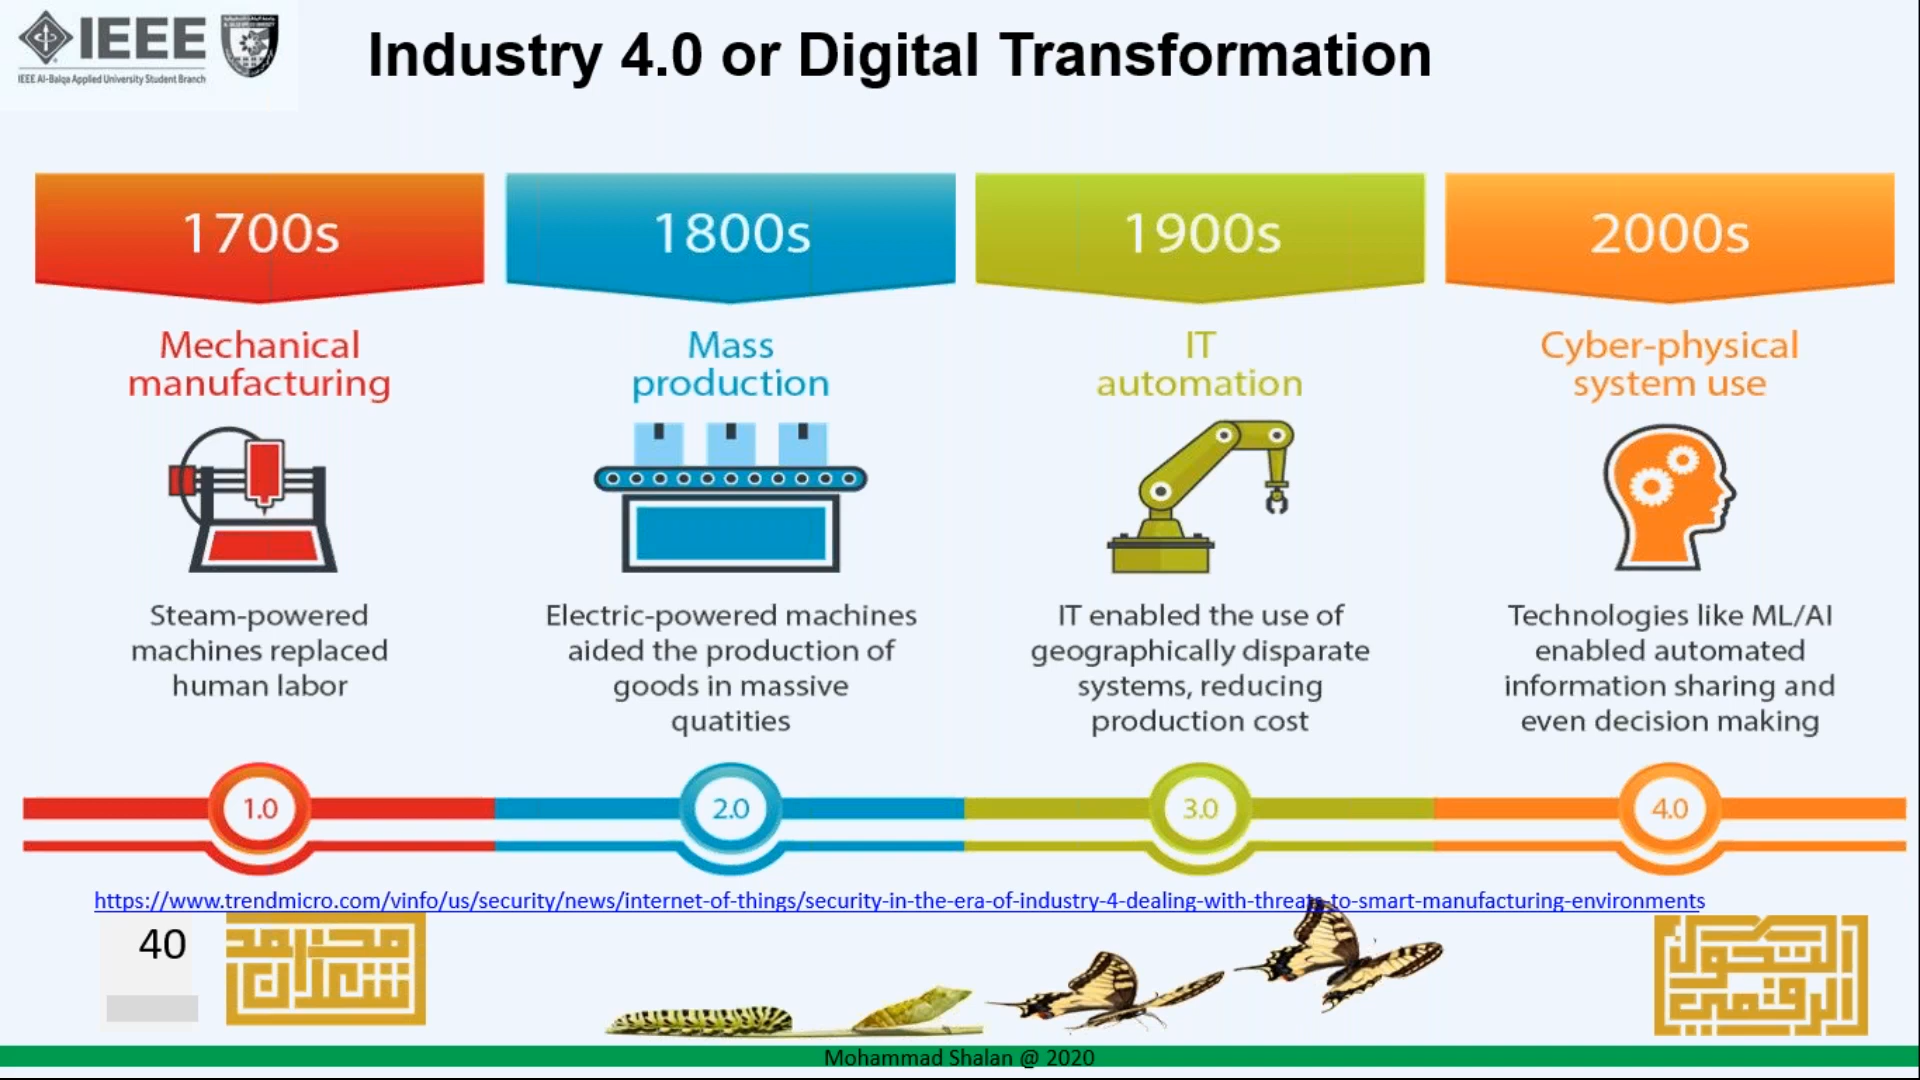 IEEE
IEEE Al-Balqa Applied University Student Branch
Industry 4.0 or Digital Transformation
1700s
Mechanical
manufacturing
Steam-powered
machines replaced
human labor
1.0
1800s
Mass
production
Electric-powered machines
aided the production of
goods in massive
quatities
2.0
1900s
IT
automation
IT enabled the use of
geographically disparate
systems, reducing
production cost
3.0
2000s
Cyber-physical
system use
Technologies like ML/AI
enabled automated
information sharing and
even decision making
4.0
https://www.trendmicro.com/vinfo/us/security/news/internet-of-things/security-in-the-era-of-industry-4-dealing-with-threats-to-smart-manufacturing-environments
40
التحول
الرقمي
Mohammad Shalan @ 2020